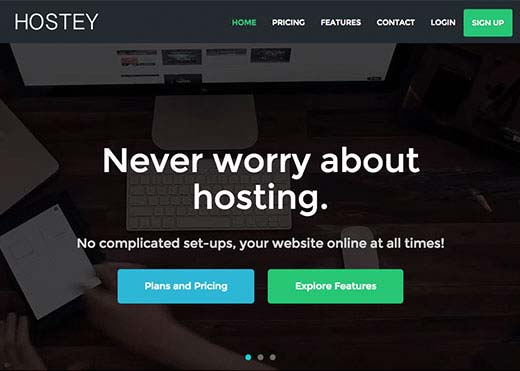 HOSTEY
HOME PRICING FEATURES CONTACT LOGIN SIGN UP
Never worry about
hosting.
No complicated set-ups, your website online at all times!
Plans and Pricing Explore Features